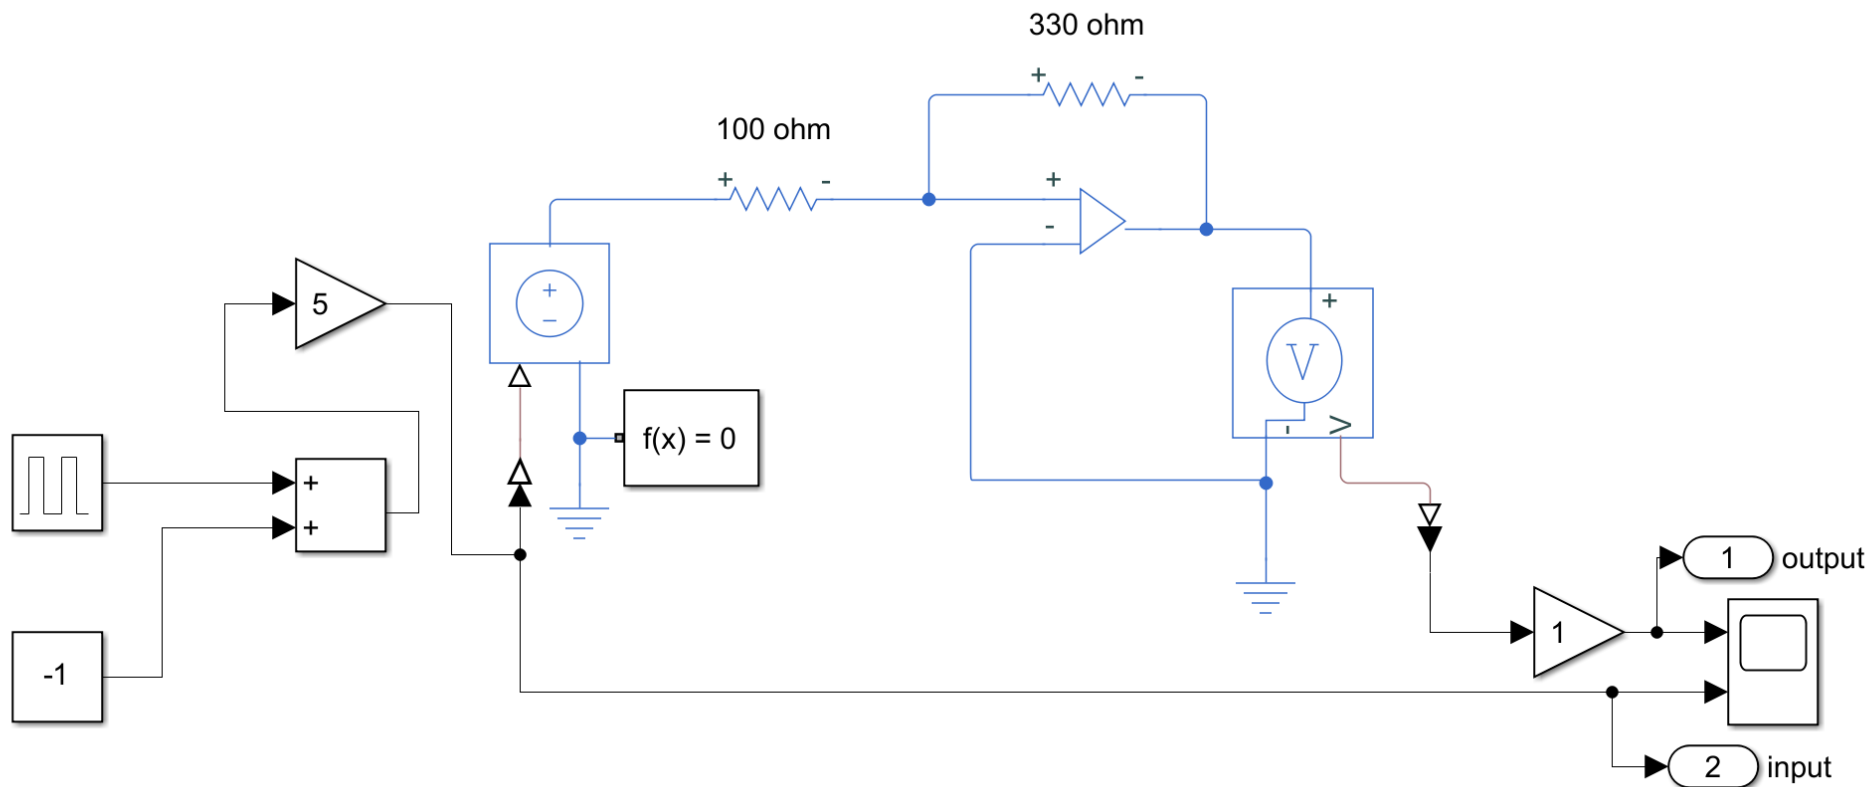 330 ohm
+ -
100 ohm
+ -
+
-
5
+
−
+
V
- V
f(x) = 0
+
+
-1
1
1 output
2 input